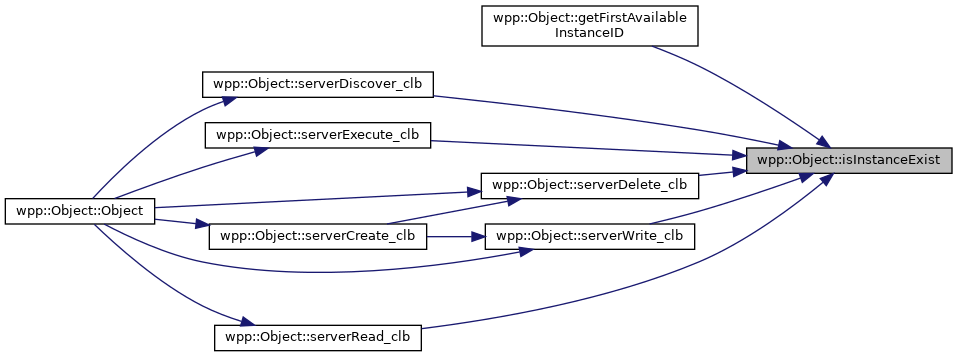 wpp::Object::getFirstAvailable
InstanceID
wpp::Object::serverDiscover_clb
wpp::Object::serverExecute_clb
wpp::Object::isInstanceExist
wpp::Object::serverDelete_clb
wpp::Object::Object
wpp::Object::serverCreate_clb
wpp::Object::serverWrite_clb
wpp::Object::serverRead_clb